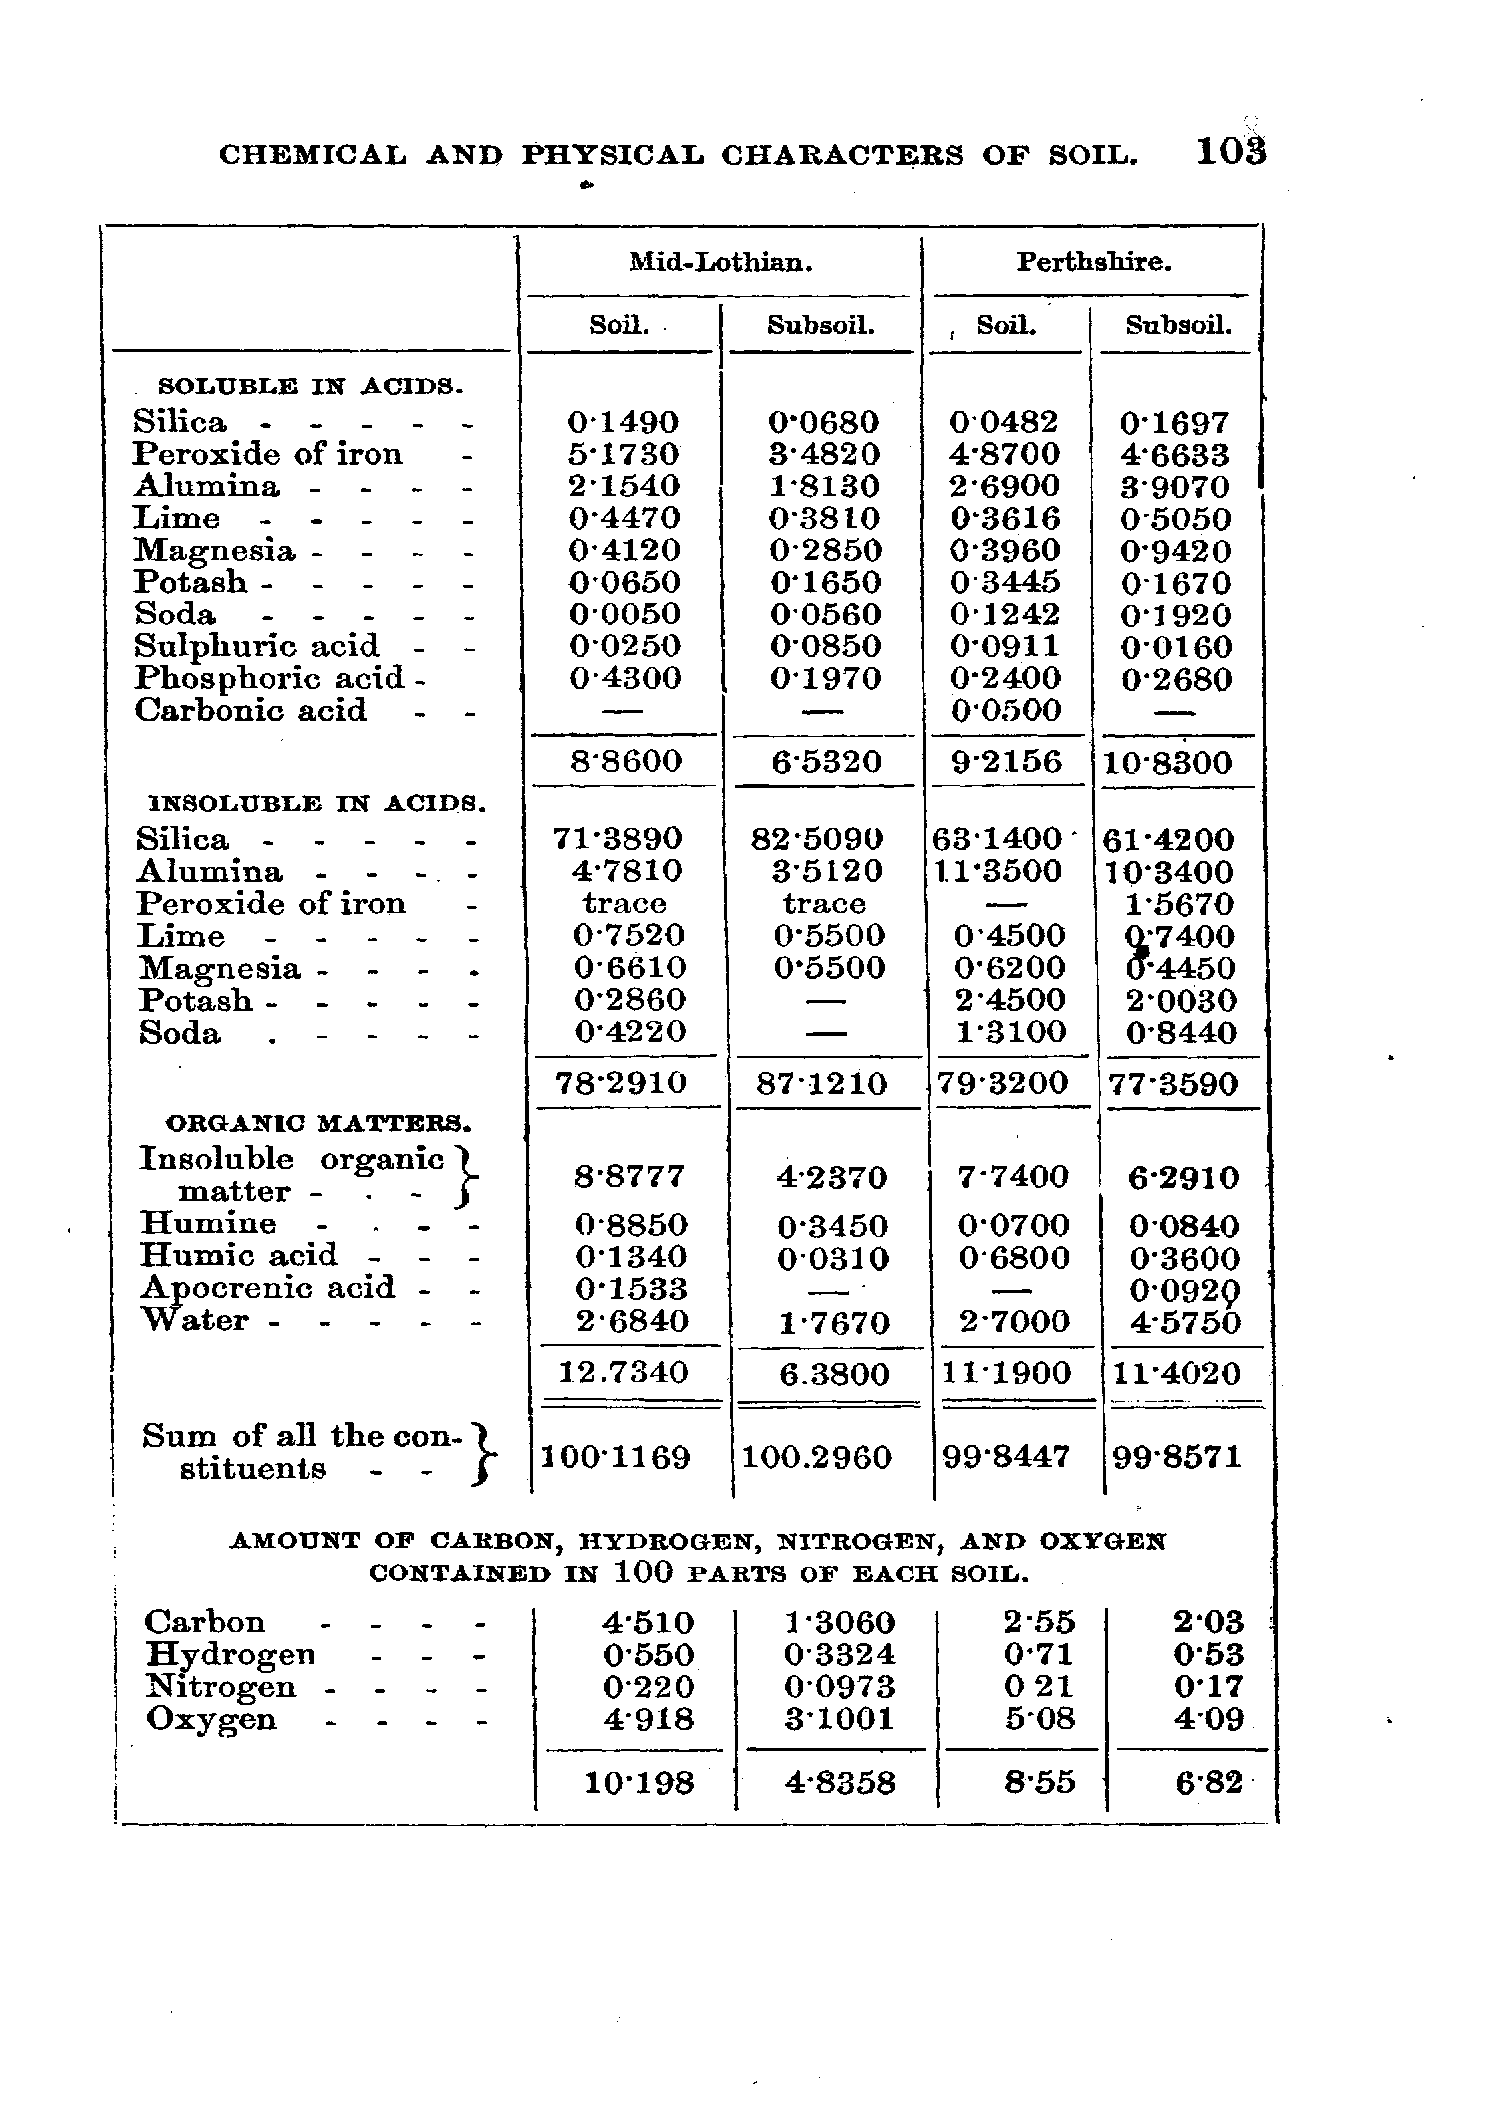 CHEMICAL AND PHYSICAL CHARACTERS OF SOIL. 103
Mid-Lothian. Perthshire.
Soil. Subsoil. Soil. Subsoil.
SOLUBLE IN ACIDS.
Silica - - - - - 0·1490 0·0680 0·0482 0·1697
Peroxide of iron - 5·1730 3·4820 4·8700 4·6633
Alumina - - - - 2·1540 1·8130 2·6900 3·9070
Lime - - - - - 0·4470 0·3810 0·3616 0·5050
Magnesia - - - - 0·4120 0·2850 0·3960 0·9420
Potash - - - - - 0·0650 0·1650 0·3445 0·1670
Soda - - - - - 0·0050 0·0560 0·1242 0·1920
Sulphuric acid - - 0·0250 0·0850 0·0911 0·0160
Phosphoric acid - 0·4300 0·1970 0·2400 0·2680
Carbonic acid - - — — 0·0500 —
8·8600 6·5320 9·2156 10·8300
INSOLUBLE IN ACIDS.
Silica - - - - - 71·3890 82·5090 63·1400 61·4200
Alumina - - - - 4·7810 3·5120 11·3500 10·3400
Peroxide of iron - trace trace — 1·5670
Lime - - - - - 0·7520 0·5500 0·4500 0·7400
Magnesia - - - - 0·6610 0·5500 0·6200 0·4450
Potash - - - - - 0·2860 — 2·4500 2·0030
Soda . - - - - 0·4220 — 1·3100 0·8440
78·2910 87·1210 79·3200 77·3590
ORGANIC MATTERS.
Insoluble organic }
matter - . - } 8·8777 4·2370 7·7400 6·2910
Humine - . - - 0·8850 0·3450 0·0700 0·0840
Humic acid - - - 0·1340 0·0310 0·6800 0·3600
Apocrenic acid - - 0·1533 — — 0·0920
Water - - - - - 2·6840 1·7670 2·7000 4·5750
12.7340 6.3800 11·1900 11·4020
Sum of all the con- }
stituents - - } 100·1169 100.2960 99·8447 99·8571
AMOUNT OF CARBON, HYDROGEN, NITROGEN, AND OXYGEN
CONTAINED IN 100 PARTS OF EACH SOIL.
Carbon - - - - 4·510 1·3060 2·55 2·03
Hydrogen - - - 0·550 0·3324 0·71 0·53
Nitrogen - - - - 0·220 0·0973 0 21 0·17
Oxygen - - - - 4·918 3·1001 5·08 4·09
10·198 4·8358 8·55 6·82